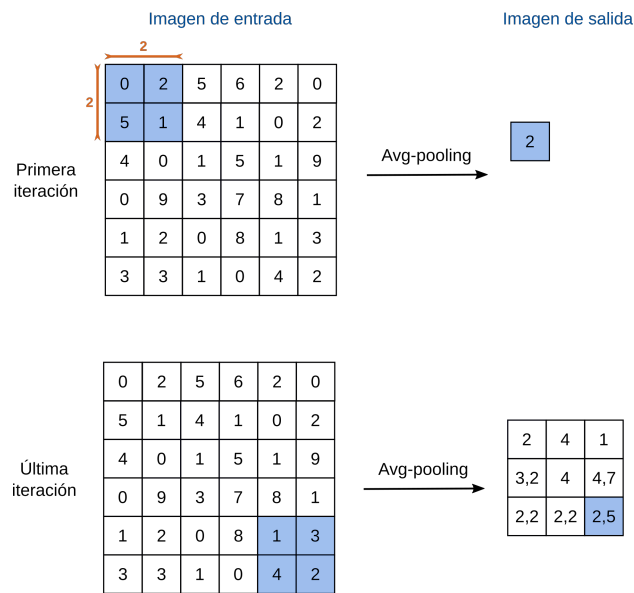 Imagen de entrada
Imagen de salida
2
2
0 2 5 6 2 0
5 1 4 1 0 2
4 0 1 5 1 9
0 9 3 7 8 1
1 2 0 8 1 3
3 3 1 0 4 2
Primera
iteración
Avg-pooling
2
0 2 5 6 2 0
5 1 4 1 0 2
4 0 1 5 1 9
0 9 3 7 8 1
1 2 0 8 1 3
3 3 1 0 4 2
Última
iteración
Avg-pooling
2 4 1
3,2 4 4,7
2,2 2,2 2,5